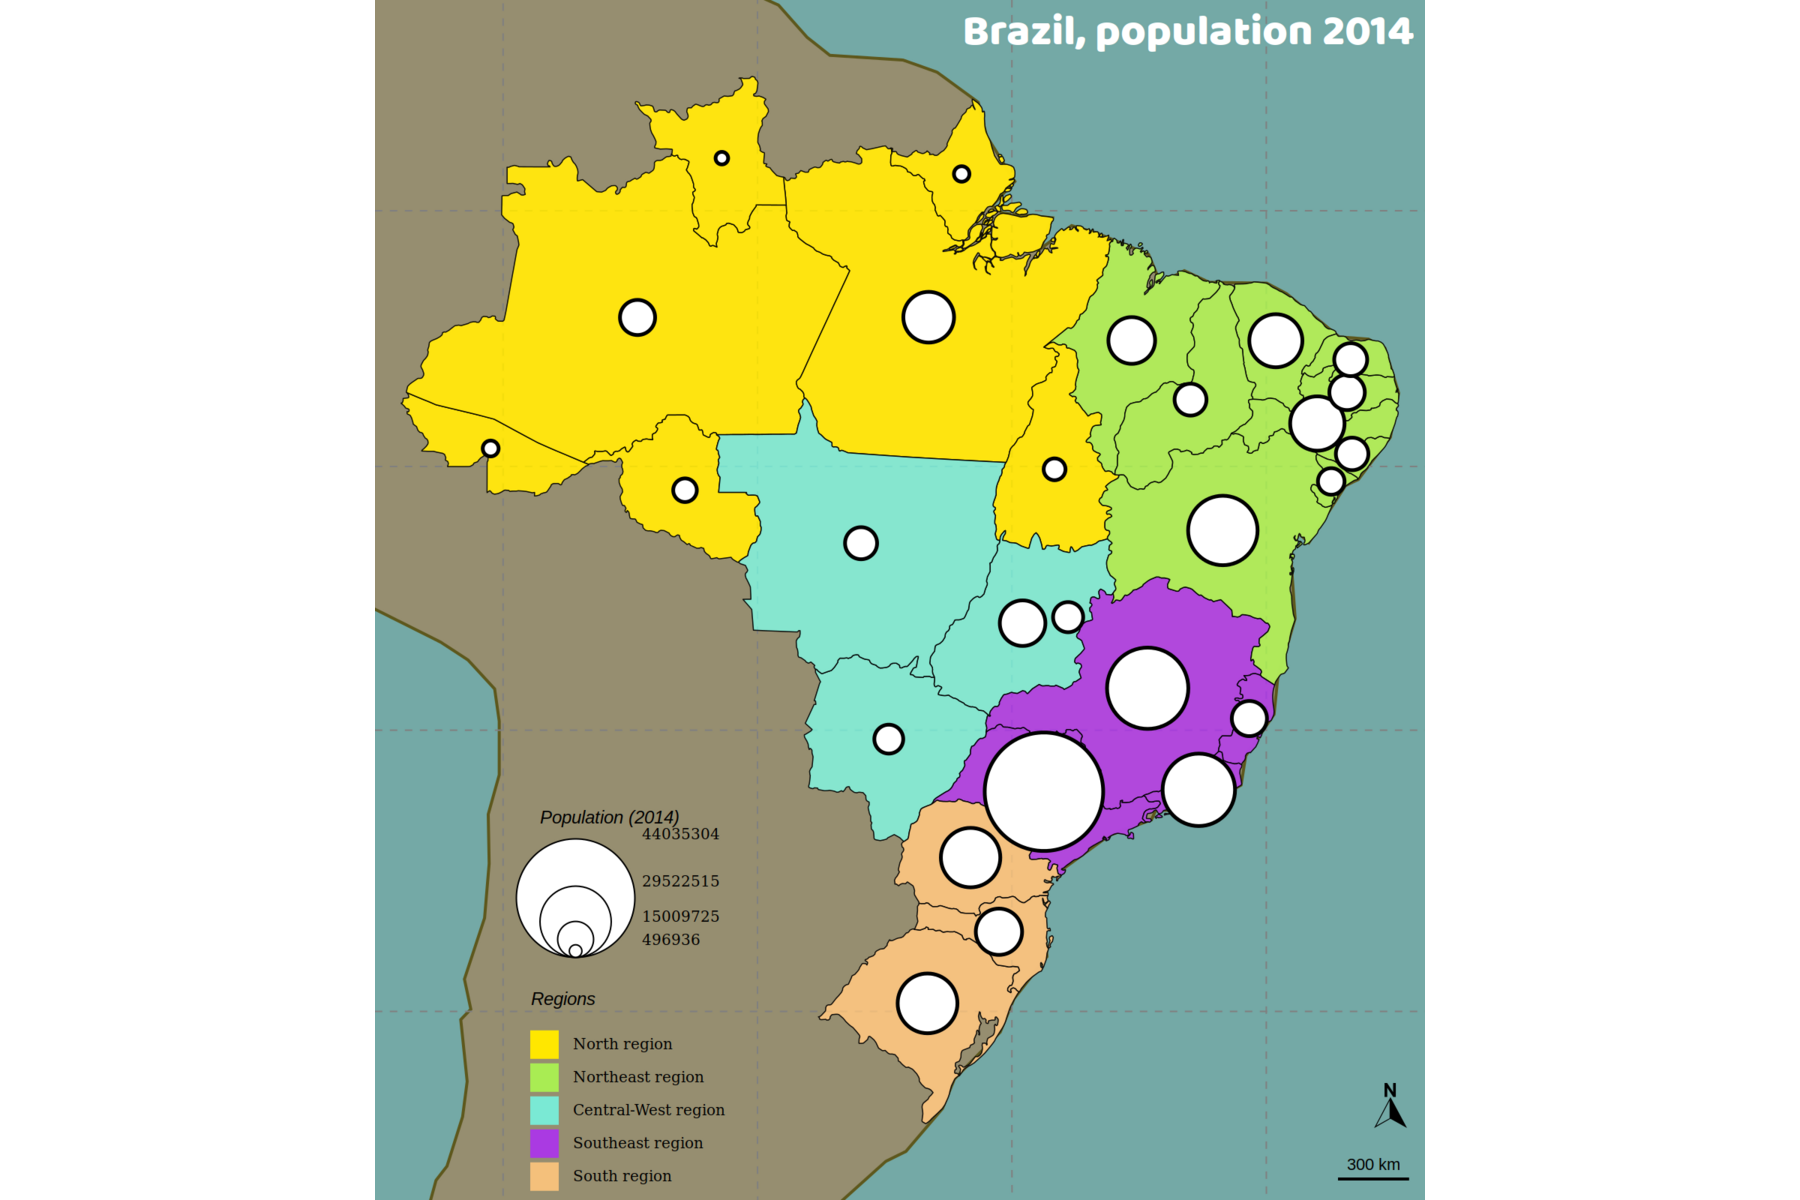 Brazil, population 2014
Population (2014)
44035304
29522515
15009725
496936
Regions
North region
Northeast region
Central-West region
Southeast region
South region
N
300 km